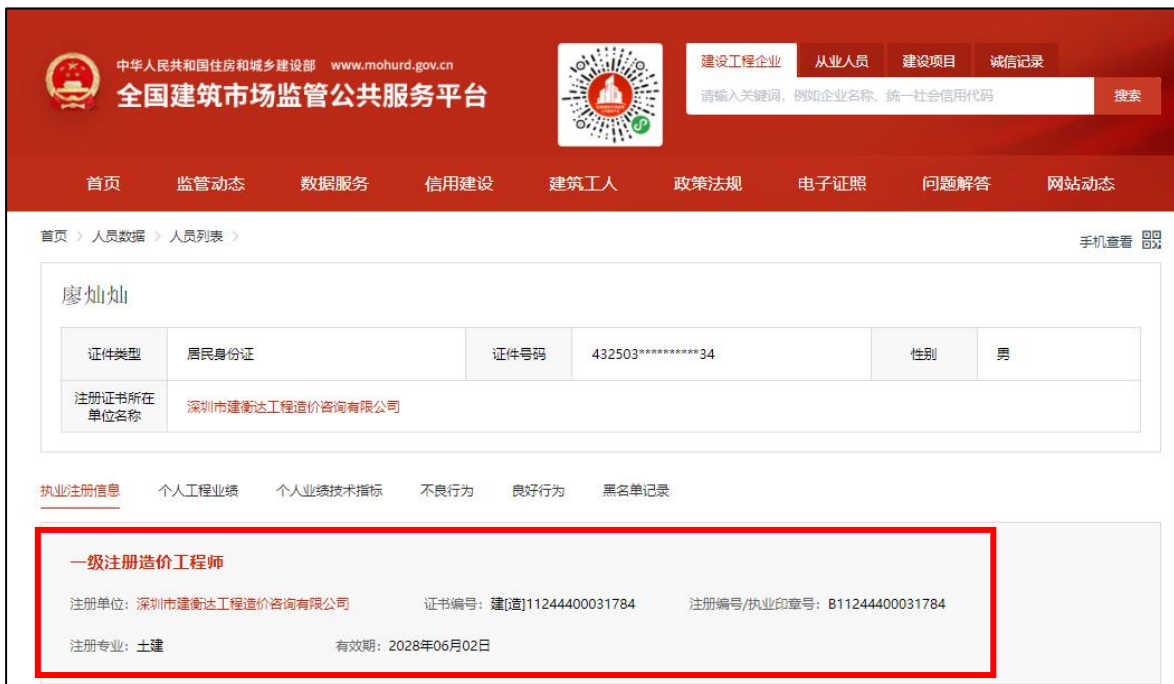 中华人民共和国住房和城乡建设部 www.mohurd.gov.cn
全国建筑市场监管公共服务平台
建设工程企业 从业人员 建设项目 诚信记录
请输入关键词，例如企业名称、统一社会信用代码 搜索
首页 监管动态 数据服务 信用建设 建筑工人 政策法规 电子证照 问题解答 网站动态
首页 > 人员数据 > 人员列表 >
手机查看
廖灿灿
证件类型 居民身份证 证件号码 432503**********34 性别 男
注册证书所在
单位名称
深圳市建衡达工程造价咨询有限公司
执业注册信息 个人工程业绩 个人业绩技术指标 不良行为 良好行为 黑名单记录
一级注册造价工程师
注册单位：深圳市建衡达工程造价咨询有限公司 证书编号：建[造]11244400031784 注册编号/执业印章号：B11244400031784
注册专业：土建 有效期：2028年06月02日